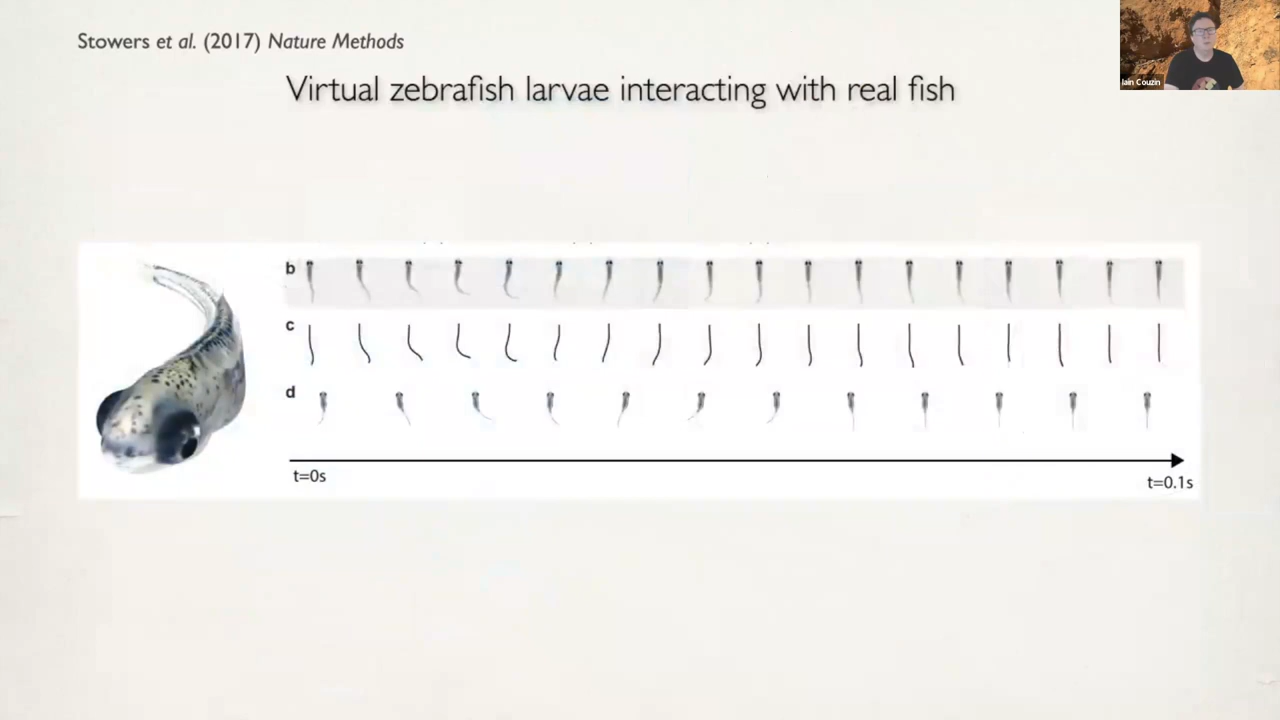 Stowers et al. (2017) Nature Methods
Iain Couzin
Virtual zebrafish larvae interacting with real fish
b
c
d
t=0s
t=0.1s